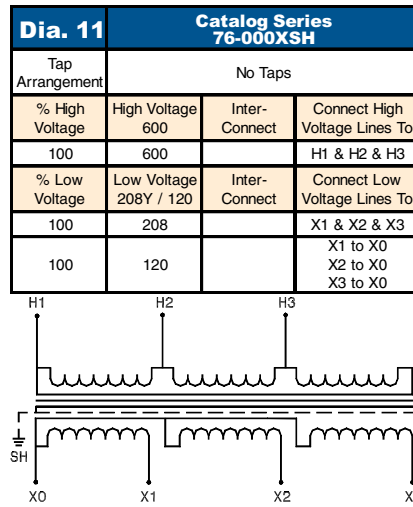 Dia. 11
Catalog Series
76-000XSH
Tap
Arrangement
No Taps
% High
Voltage
High Voltage
600
Inter-
Connect
Connect High
Voltage Lines To
100
600
H1 & H2 & H3
% Low
Voltage
Low Voltage
208Y / 120
Inter-
Connect
Connect Low
Voltage Lines To
100
208
X1 & X2 & X3
100
120
X1 to X0
X2 to X0
X3 to X0
H1
H2
H3
SH
X0
X1
X2